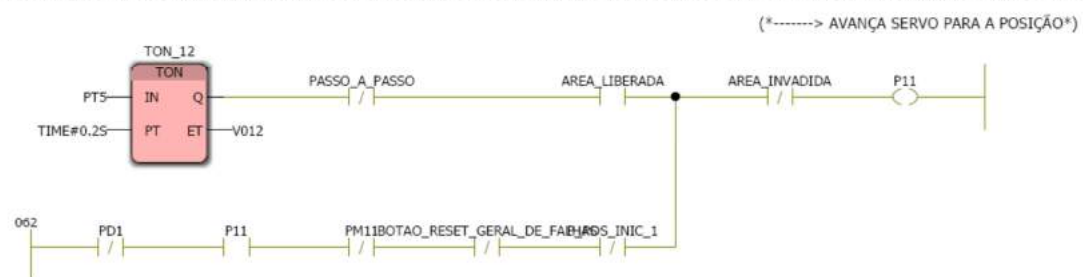 (*-------> AVANÇA SERVO PARA A POSIÇÃO*)
TON_12
TON
PASSO_A_PASSO AREA_LIBERADA AREA_INVADIDA P11
PT5 IN Q
TIME#0.2S PT ET V012
062
PD1 P11 PM11 BOTAO_RESET_GERAL_DE_FALHAS POS_INIC_1